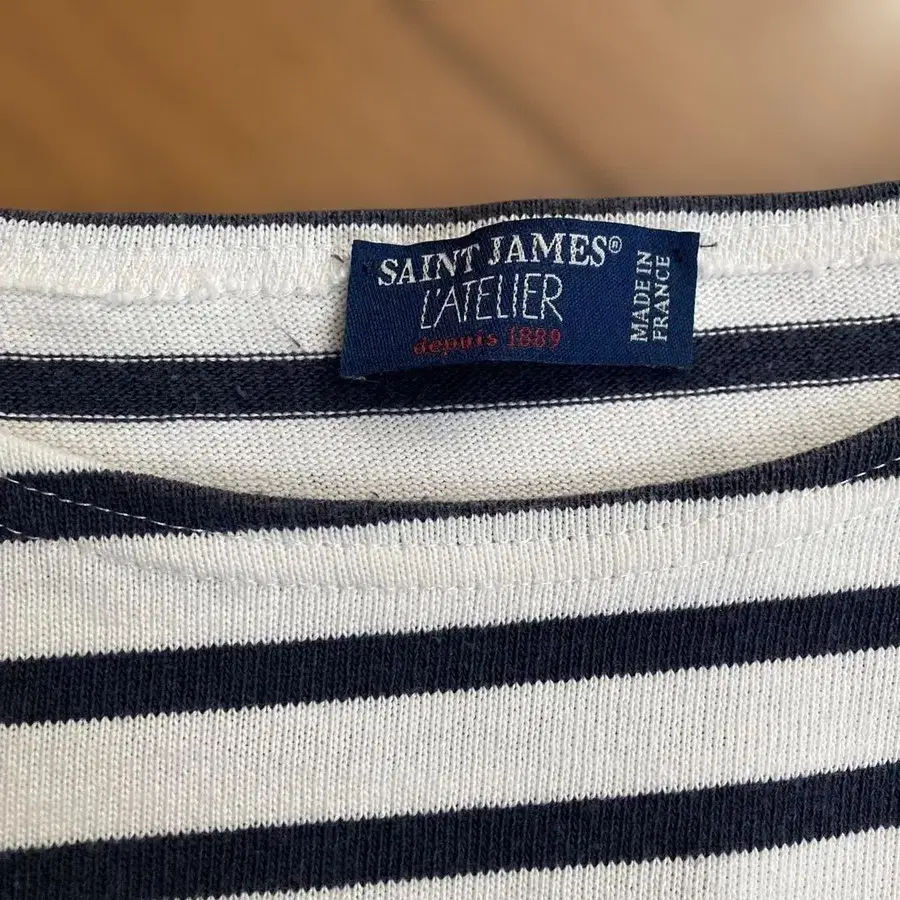 SAINT JAMES®
L'ATELIER
depuis 1889
MADE IN
FRANCE